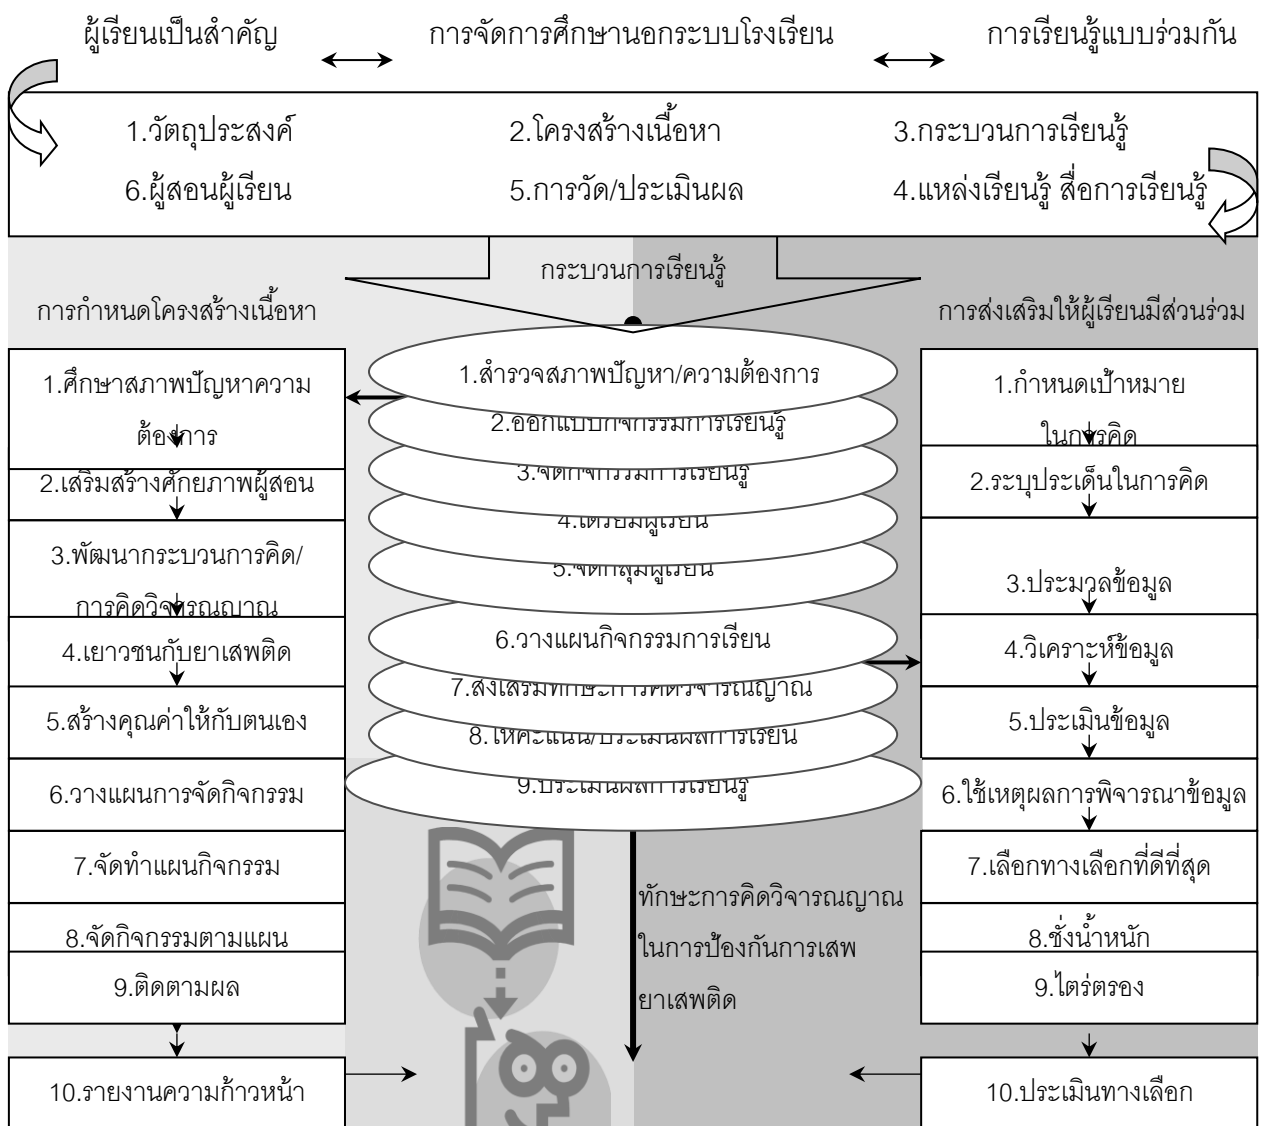 ผู้เรียนเป็นสำคัญ
การจัดการศึกษานอกระบบโรงเรียน
การเรียนรู้แบบร่วมกัน
1.วัตถุประสงค์
2.โครงสร้างเนื้อหา
3.กระบวนการเรียนรู้
6.ผู้สอนผู้เรียน
5.การวัด/ประเมินผล
4.แหล่งเรียนรู้ สื่อการเรียนรู้
กระบวนการเรียนรู้
การกำหนดโครงสร้างเนื้อหา
1.ศึกษาสภาพปัญหาความ
ต้องการ
2.เสริมสร้างศักยภาพผู้สอน
3.พัฒนากระบวนการคิด/
การคิดวิจารณญาณ
4.เยาวชนกับยาเสพติด
5.สร้างคุณค่าให้กับตนเอง
6.วางแผนการจัดกิจกรรม
7.จัดทำแผนกิจกรรม
8.จัดกิจกรรมตามแผน
9.ติดตามผล
10.รายงานความก้าวหน้า
1.สำรวจสภาพปัญหา/ความต้องการ
2.ออกแบบกิจกรรมการเรียนรู้
3.จัดกิจกรรมการเรียนรู้
4.เตรียมผู้เรียน
5.จัดกลุ่มผู้เรียน
6.วางแผนกิจกรรมการเรียน
7.ส่งเสริมทักษะการคิดวิจารณญาณ
8.ให้คะแนน/ประเมินผลการเรียน
9.ประเมินผลการเรียนรู้
ทักษะการคิดวิจารณญาณ
ในการป้องกันการเสพ
ยาเสพติด
การส่งเสริมให้ผู้เรียนมีส่วนร่วม
1.กำหนดเป้าหมาย
ในการคิด
2.ระบุประเด็นในการคิด
3.ประมวลข้อมูล
4.วิเคราะห์ข้อมูล
5.ประเมินข้อมูล
6.ใช้เหตุผลการพิจารณาข้อมูล
7.เลือกทางเลือกที่ดีที่สุด
8.ชั่งน้ำหนัก
9.ไตร่ตรอง
10.ประเมินทางเลือก